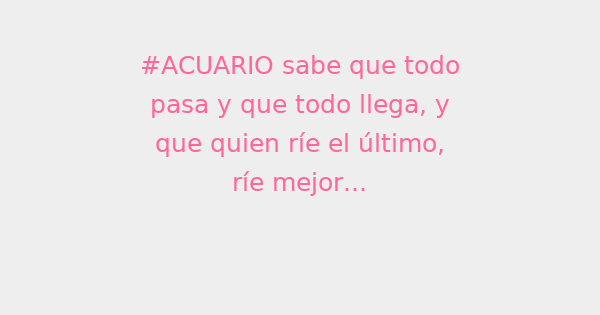 #ACUARIO sabe que todo
pasa y que todo llega, y
que quien ríe el último,
ríe mejor...